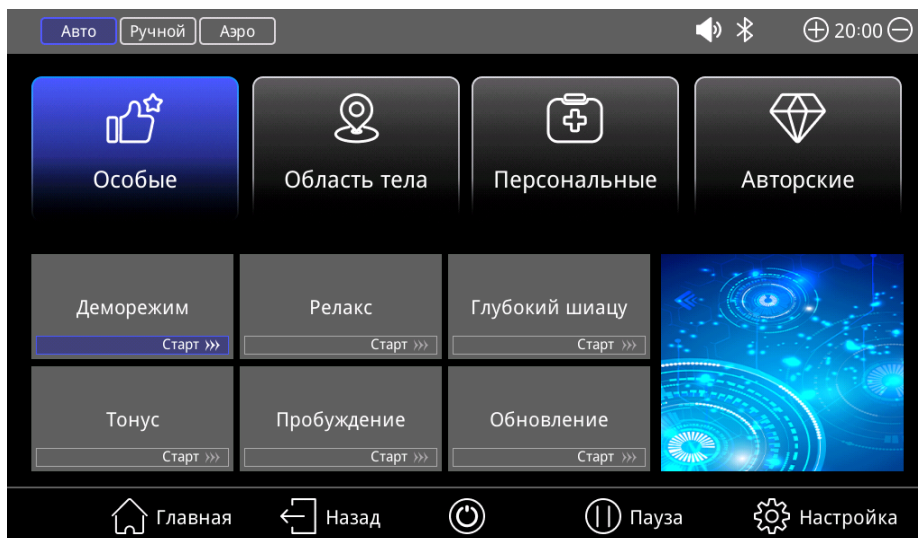 Авто Ручной Аэро 20:00
Особые Область тела Персональные Авторские
Деморежим Релакс Глубокий шиацу
Старт Старт Старт
Тонус Пробуждение Обновление
Старт Старт Старт
Главная Назад Пауза Настройка